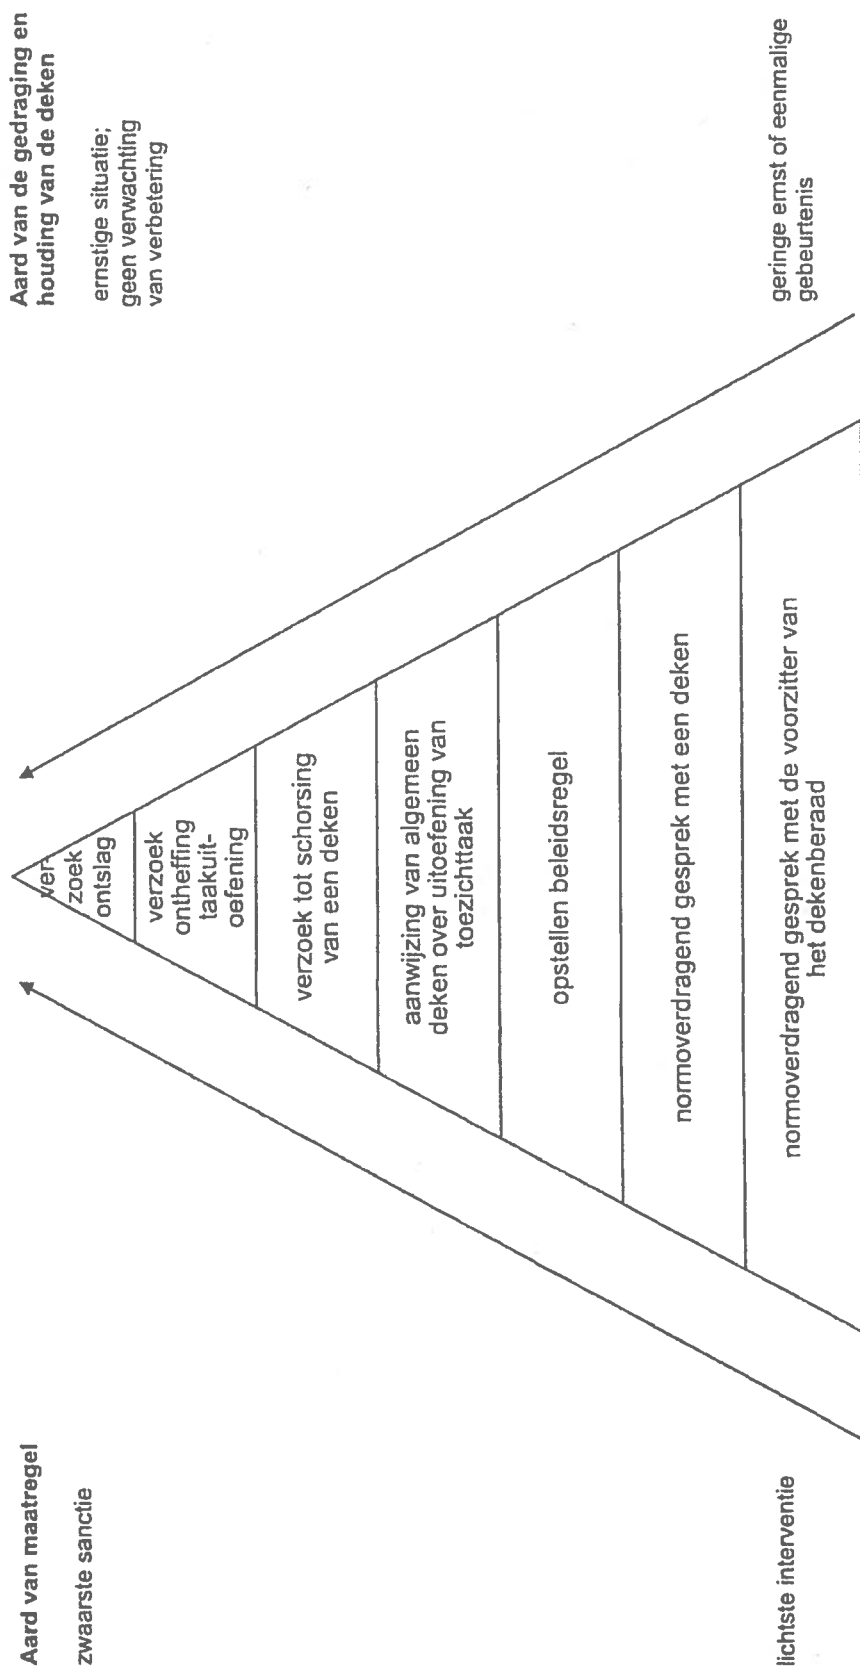 Aard van maatregel
zwaarste sanctie
Aard van de gedraging en
houding van de deken
ernstige situatie;
geen verwachting
van verbetering
ver-
zoek
ontslag
verzoek
ontheffing
taakuit-
oefening
verzoek tot schorsing
van een deken
aanwijzing van algemeen
deken over uitoefening van
toezichttaak
opstellen beleidsregel
normoverdragend gesprek met een deken
normoverdragend gesprek met de voorzitter van
het dekenberaad
lichtste interventie
geringe ernst of eenmalige
gebeurtenis